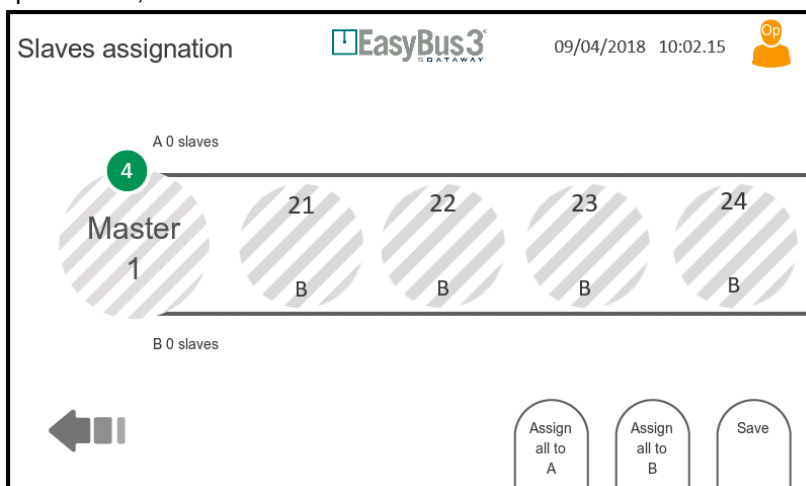 Slaves assignation
EasyBus3
DATAWAY
09/04/2018 10:02.15
Op
A 0 slaves
4
Master
1
21
22
23
24
B
B
B
B
B 0 slaves
Assign
all to
A
Assign
all to
B
Save